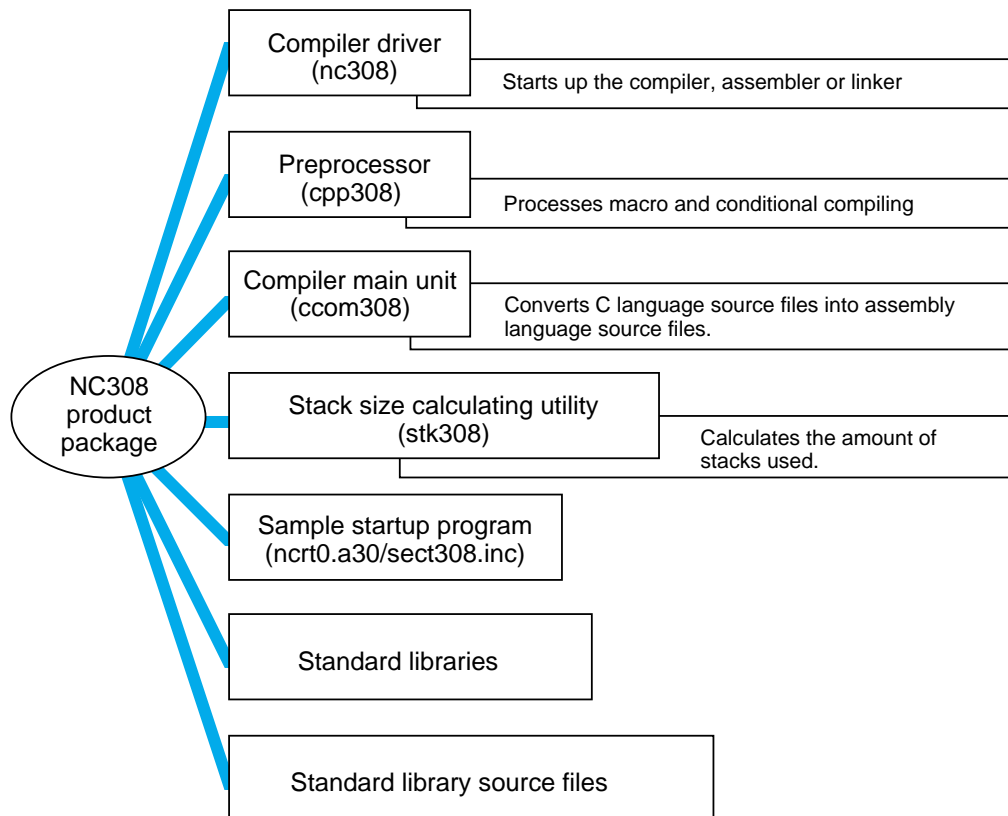 Compiler driver
(nc308)
Starts up the compiler, assembler or linker
Preprocessor
(cpp308)
Processes macro and conditional compiling
Compiler main unit
(ccom308)
Converts C language source files into assembly
language source files.
NC308
product
package
Stack size calculating utility
(stk308)
Calculates the amount of
stacks used.
Sample startup program
(ncrt0.a30/sect308.inc)
Standard libraries
Standard library source files